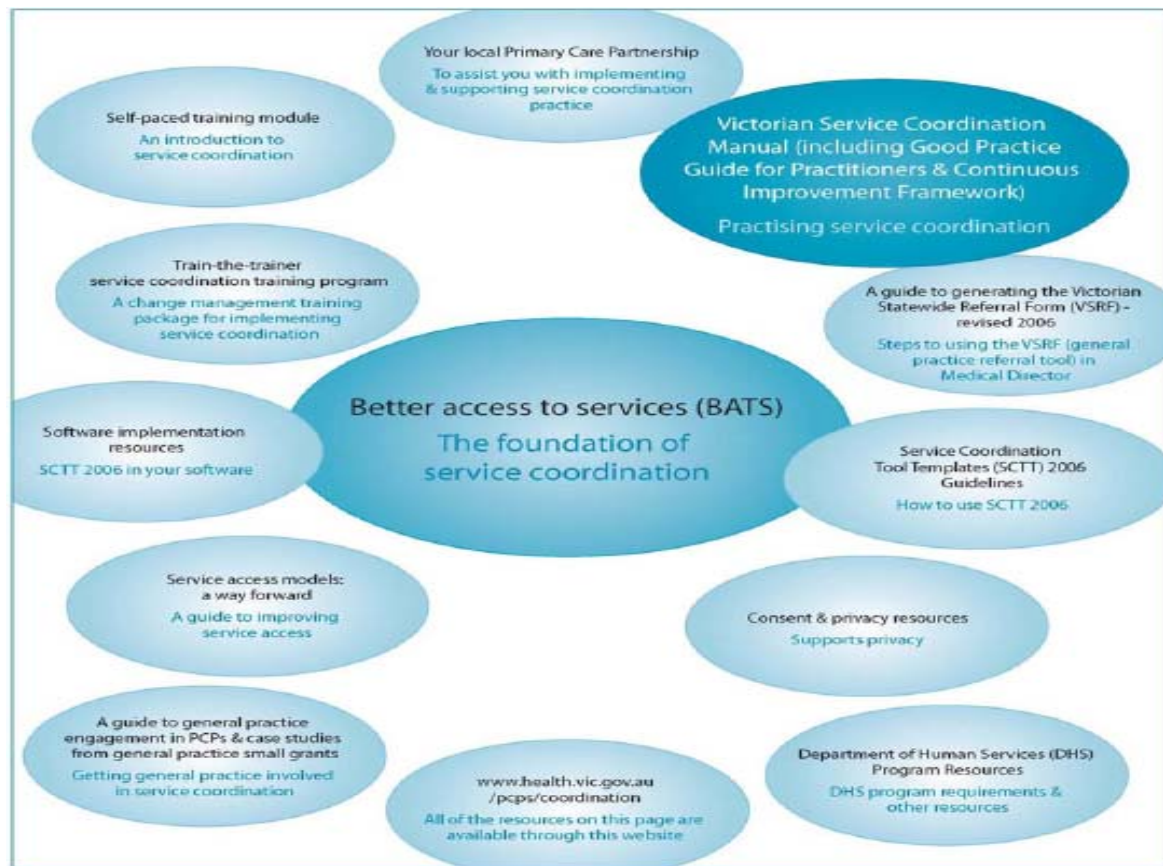 Your local Primary Care Partnership
To assist you with implementing
& supporting service coordination
practice
Self-paced training module
An introduction to
service coordination
Victorian Service Coordination
Manual (including Good Practice
Guide for Practitioners & Continuous
Improvement Framework)
Practising service coordination
Train-the-trainer
service coordination training program
A change management training
package for implementing
service coordination
A guide to generating the Victorian
Statewide Referral Form (VSRF) –
revised 2006
Steps to using the VSRF (general
practice referral tool) in
Medical Director
Better access to services (BATS)
The foundation of
service coordination
Software implementation
resources
SCTT 2006 in your software
Service Coordination
Tool Templates (SCTT) 2006
Guidelines
How to use SCTT 2006
Service access models:
a way forward
A guide to improving
service access
Consent & privacy resources
Supports privacy
A guide to general practice
engagement in PCPs & case studies
from general practice small grants
Getting general practice involved
in service coordination
www.health.vic.gov.au
/pcps/coordination
All of the resources on this page are
available through this website
Department of Human Services (DHS)
Program Resources
DHS program requirements &
other resources